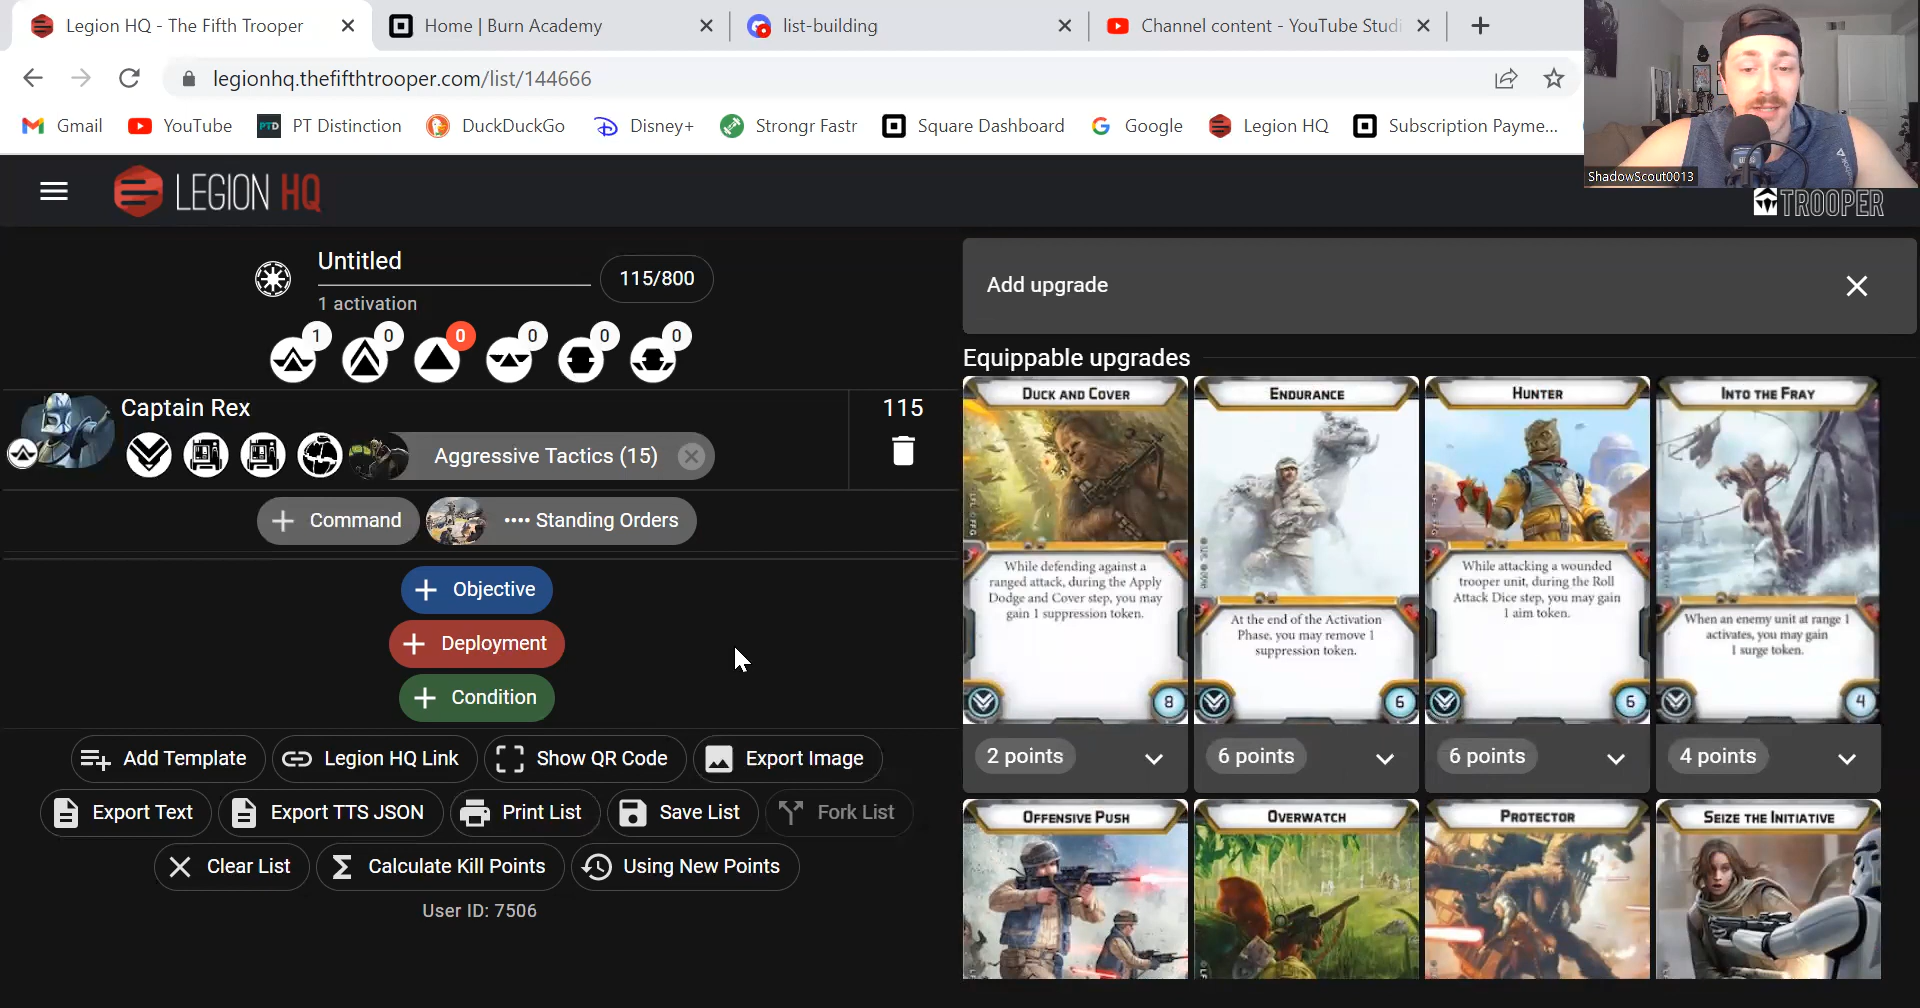 Legion HQ - The Fifth Trooper
Home | Burn Academy
list-building
Channel content - YouTube Studi
legionhq.thefifthtrooper.com/list/144666
Gmail
YouTube
PTD
PT Distinction
DuckDuckGo
Disney+
Strongr Fastr
Square Dashboard
Google
Legion HQ
Subscription Payme...
ShadowScout0013
LEGION HQ
TROOPER
Untitled
115/800
1 activation
1 0 0 0 0 0
Captain Rex
115
Aggressive Tactics (15)
+ Command
•••• Standing Orders
+ Objective
+ Deployment
+ Condition
Add Template
Legion HQ Link
Show QR Code
Export Image
Export Text
Export TTS JSON
Print List
Save List
Fork List
Clear List
Calculate Kill Points
Using New Points
User ID: 7506
Add upgrade
Equippable upgrades
DUCK AND COVER
While defending against a
ranged attack, during the Apply
Dodge and Cover step, you may
gain 1 suppression token.
8
2 points
ENDURANCE
At the end of the Activation
Phase, you may remove 1
suppression token.
6
6 points
HUNTER
While attacking a wounded
trooper unit, during the Roll
Attack Dice step, you may gain
1 aim token.
6
6 points
INTO THE FRAY
When an enemy unit at range 1
activates, you may gain
1 surge token.
4
4 points
OFFENSIVE PUSH
OVERWATCH
PROTECTOR
SEIZE THE INITIATIVE